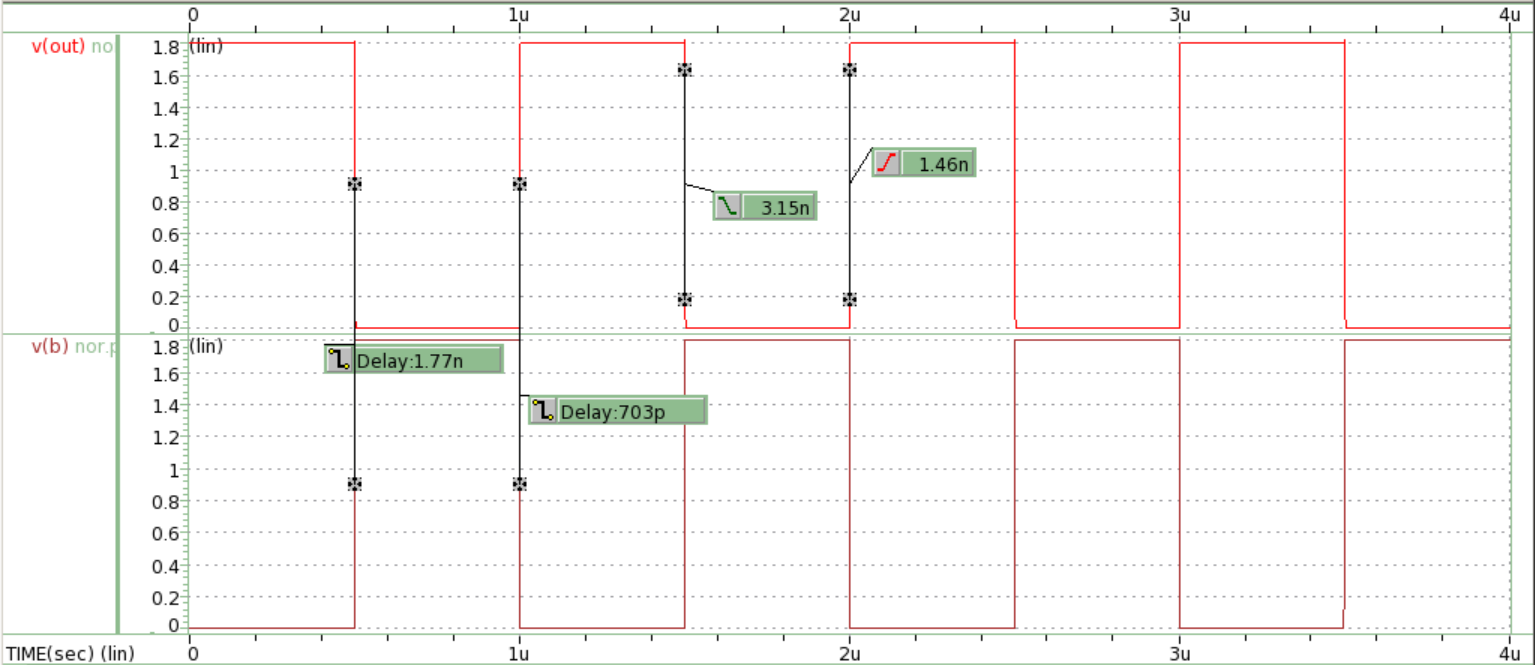 0 1u 2u 3u 4u
v(out) no
1.8 (lin)
1.6
1.4
1.2
1
0.8
0.6
0.4
0.2
0
1.46n
3.15n
v(b) nor.p
1.8 (lin)
1.6
1.4
1.2
1
0.8
0.6
0.4
0.2
0
Delay:1.77n
Delay:703p
TIME(sec) (lin) 0 1u 2u 3u 4u